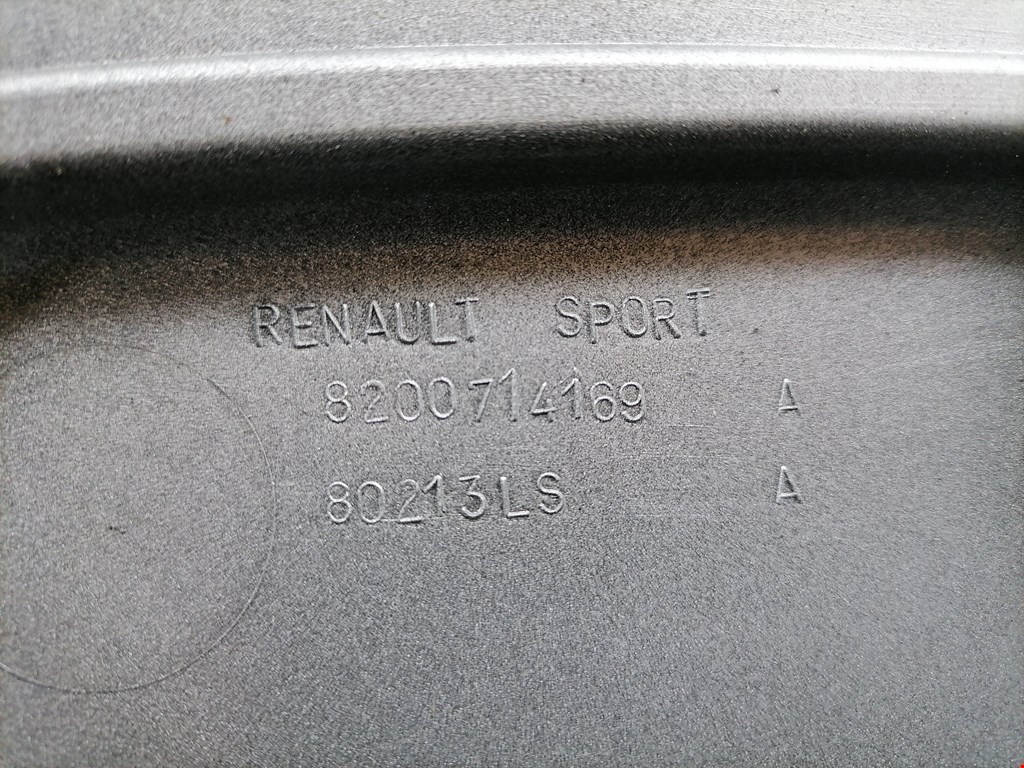 RENAULT SPORT
8200714169 A
80213LS A